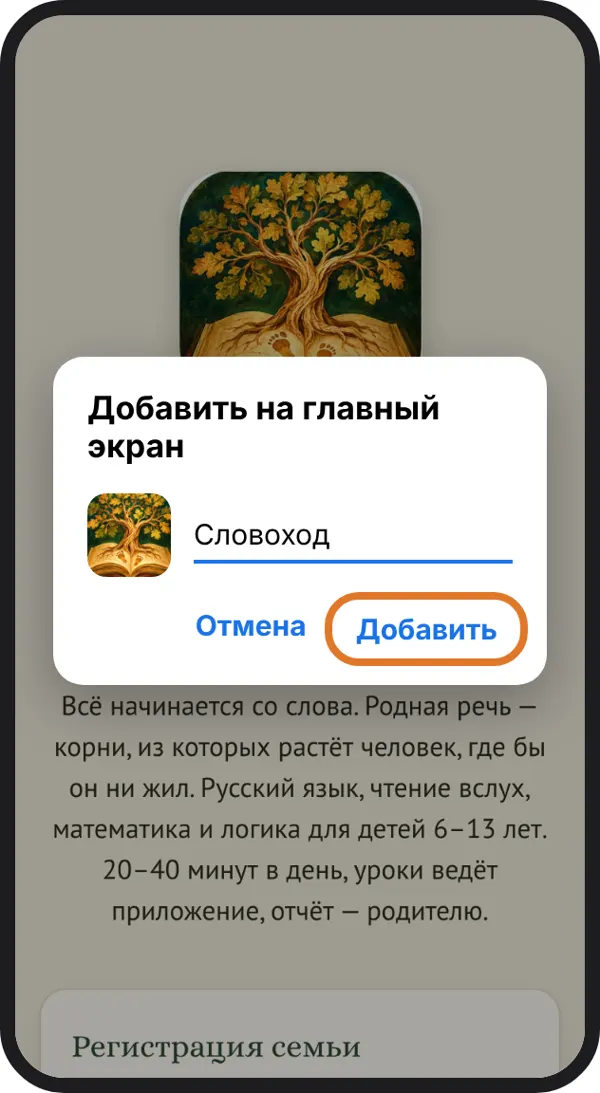 Добавить на главный
экран
Словоход
Отмена
Добавить
Всё начинается со слова. Родная речь —
корни, из которых растёт человек, где бы
он ни жил. Русский язык, чтение вслух,
математика и логика для детей 6–13 лет.
20–40 минут в день, уроки ведёт
приложение, отчёт — родителю.
Регистрация семьи